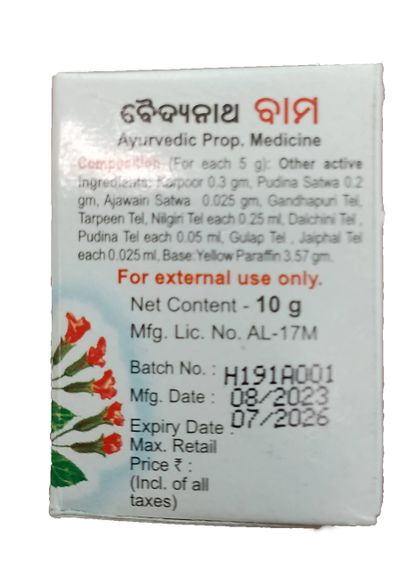 ବୈଦ୍ୟନାଥ ବାମ
Ayurvedic Prop. Medicine
Composition (For each 5 g): Other active
Ingredients: Karpoor 0.3 gm, Pudina Satwa 0.2
gm, Ajawain Satwa 0.025 gm, Gandhapuri Tel,
Tarpeen Tel, Nilgiri Tel each 0.25 ml, Dalchini Tel,
Pudina Tel each 0.05 ml, Gulap Tel, Jaiphal Tel
each 0.025 ml, Base: Yellow Paraffin 3.57 gm.
For external use only.
Net Content - 10 g
Mfg. Lic. No. AL-17M
Batch No. : H191A001
Mfg. Date : 08/2023
Expiry Date : 07/2026
Max. Retail
Price ₹ :
(Incl. of all
taxes)